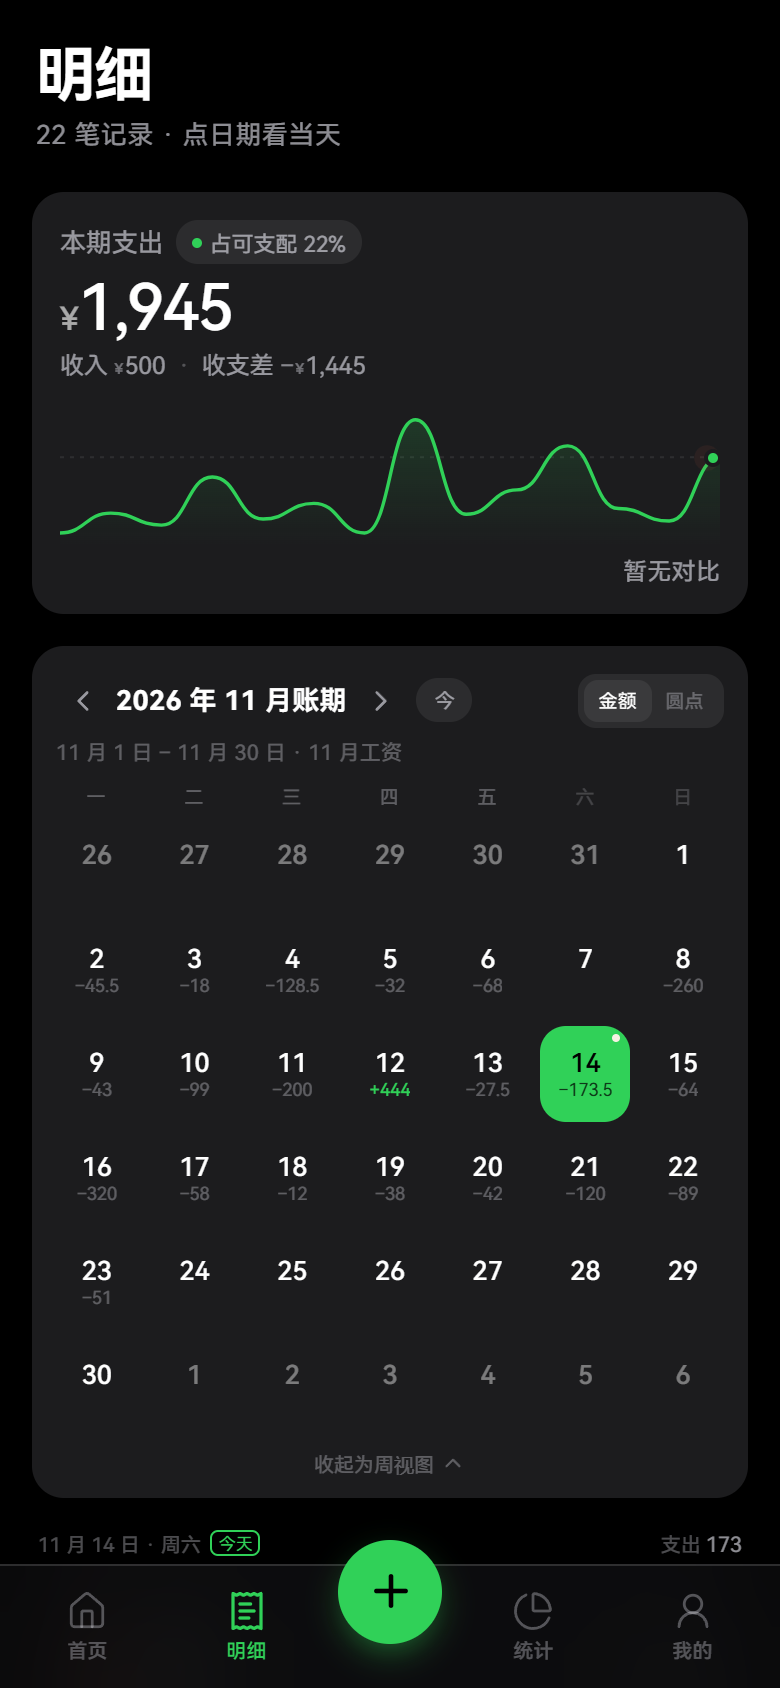 明细
22 笔记录 · 点日期看当天
本期支出 占可支配 22%
¥1,945
收入 ¥500 · 收支差 −¥1,445
暂无对比
2026 年 11 月账期 今 金额 圆点
11 月 1 日 – 11 月 30 日 · 11 月工资
一 二 三 四 五 六 日
26 27 28 29 30 31 1
2 3 4 5 6 7 8
−45.5 −18 −128.5 −32 −68 −260
9 10 11 12 13 14 15
−43 −99 −200 +444 −27.5 −173.5 −64
16 17 18 19 20 21 22
−320 −58 −12 −38 −42 −120 −89
23 24 25 26 27 28 29
−51
30 1 2 3 4 5 6
收起为周视图
11 月 14 日 · 周六 今天 支出 173
首页 明细 统计 我的